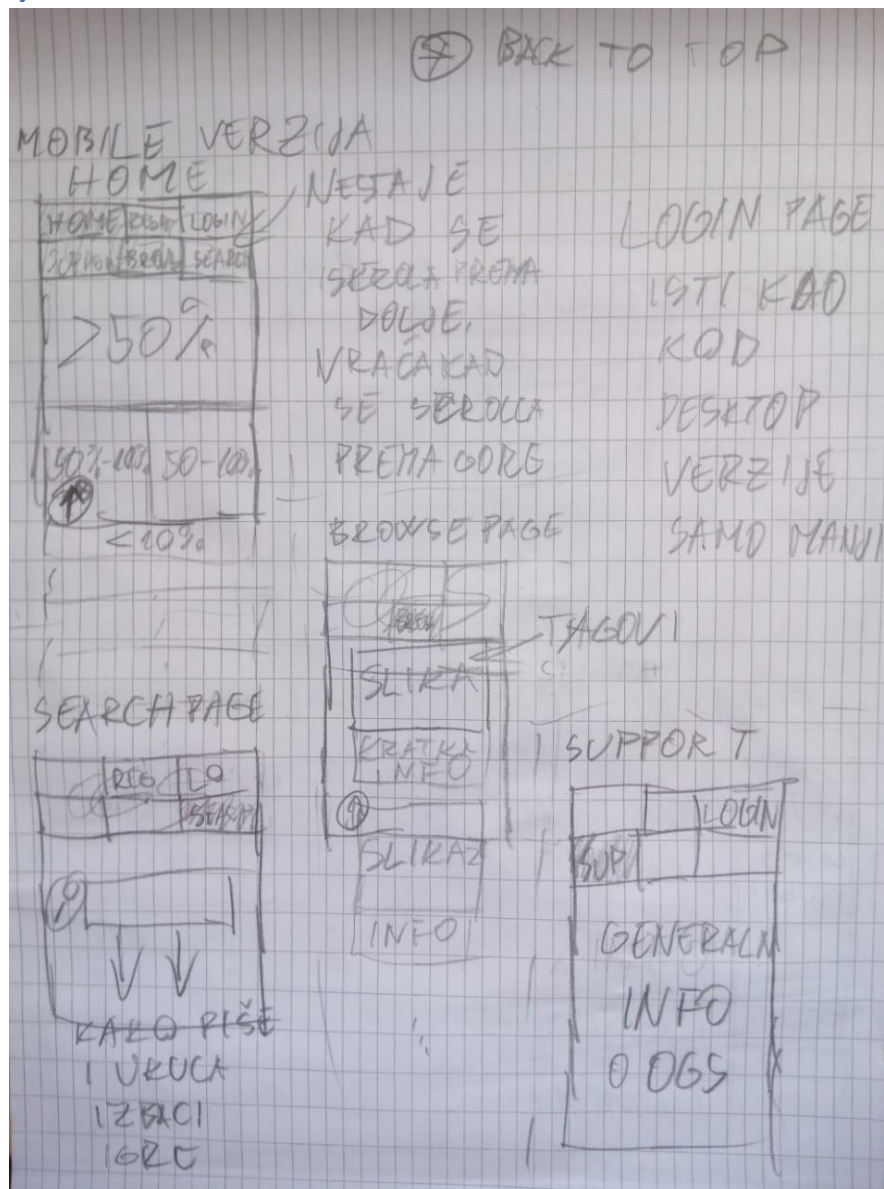 BACK TO TOP
MOBILE VERZIJA
HOME
HOME LOGIN
SEARCH
>50%
50%-100% 50-100%
<10%
NESTAJE
KAD SE
SKROLA PREMA
DOLJE,
VRAĆA KAD
SE SCROLLA
PREMA GORE
LOGIN PAGE
ISTI KAO
KOD
DESKTOP
VERZIJE
SAMO MANJI
BROWSE PAGE
TAGOVI
SLIKA
KRATKA
INFO
SLIKA2
INFO
SEARCH PAGE
REG LO
SEARCH
KAKO PIŠE
I UKUCA
IZBACI
IGRE
SUPPORT
LOGIN
SUP
GENERALN
INFO
O OGS